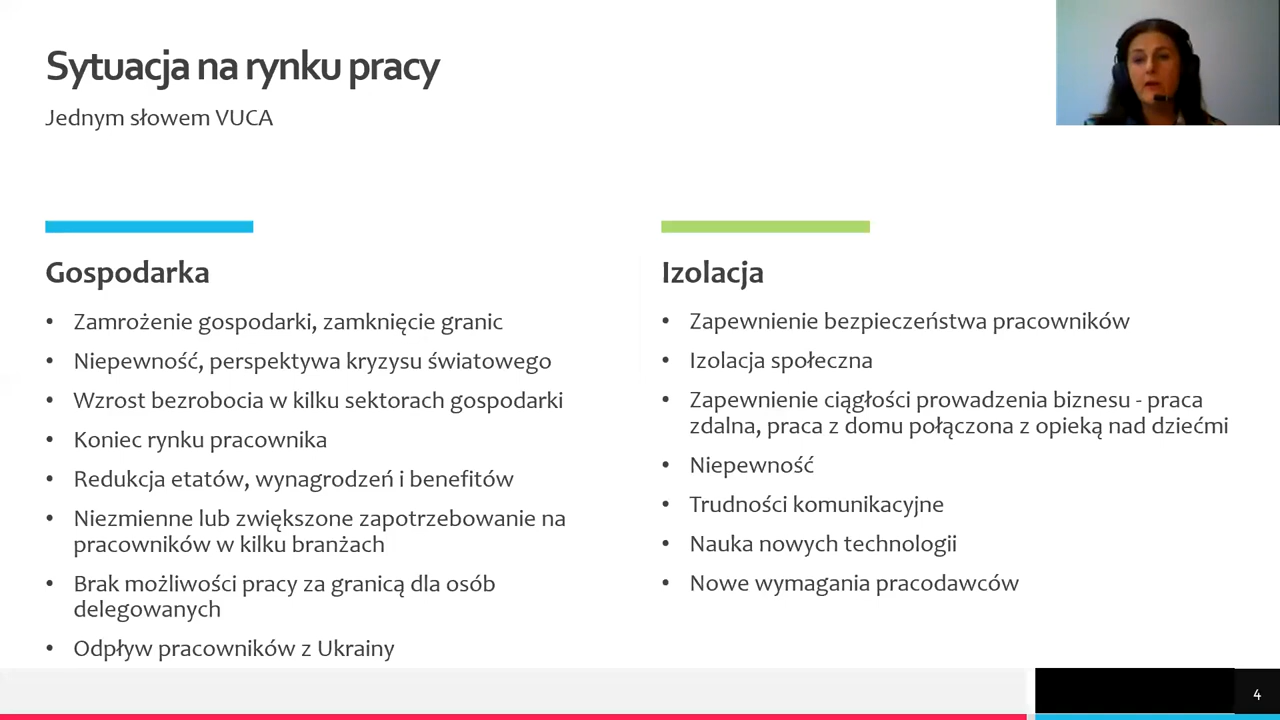 Sytuacja na rynku pracy
Jednym słowem VUCA
Gospodarka
• Zamrożenie gospodarki, zamknięcie granic
• Niepewność, perspektywa kryzysu światowego
• Wzrost bezrobocia w kilku sektorach gospodarki
• Koniec rynku pracownika
• Redukcja etatów, wynagrodzeń i benefitów
• Niezmienne lub zwiększone zapotrzebowanie na
pracowników w kilku branżach
• Brak możliwości pracy za granicą dla osób
delegowanych
• Odpływ pracowników z Ukrainy
Izolacja
• Zapewnienie bezpieczeństwa pracowników
• Izolacja społeczna
• Zapewnienie ciągłości prowadzenia biznesu - praca
zdalna, praca z domu połączona z opieką nad dziećmi
• Niepewność
• Trudności komunikacyjne
• Nauka nowych technologii
• Nowe wymagania pracodawców
4